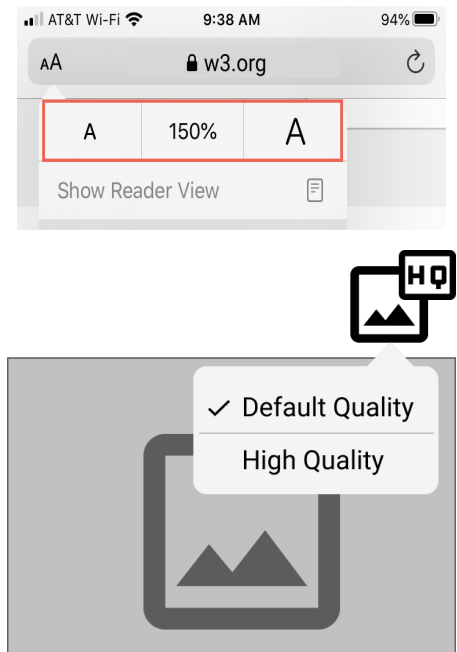 AT&T Wi-Fi 9:38 AM 94%
AA w3.org
A 150% A
Show Reader View
HQ
Default Quality
High Quality